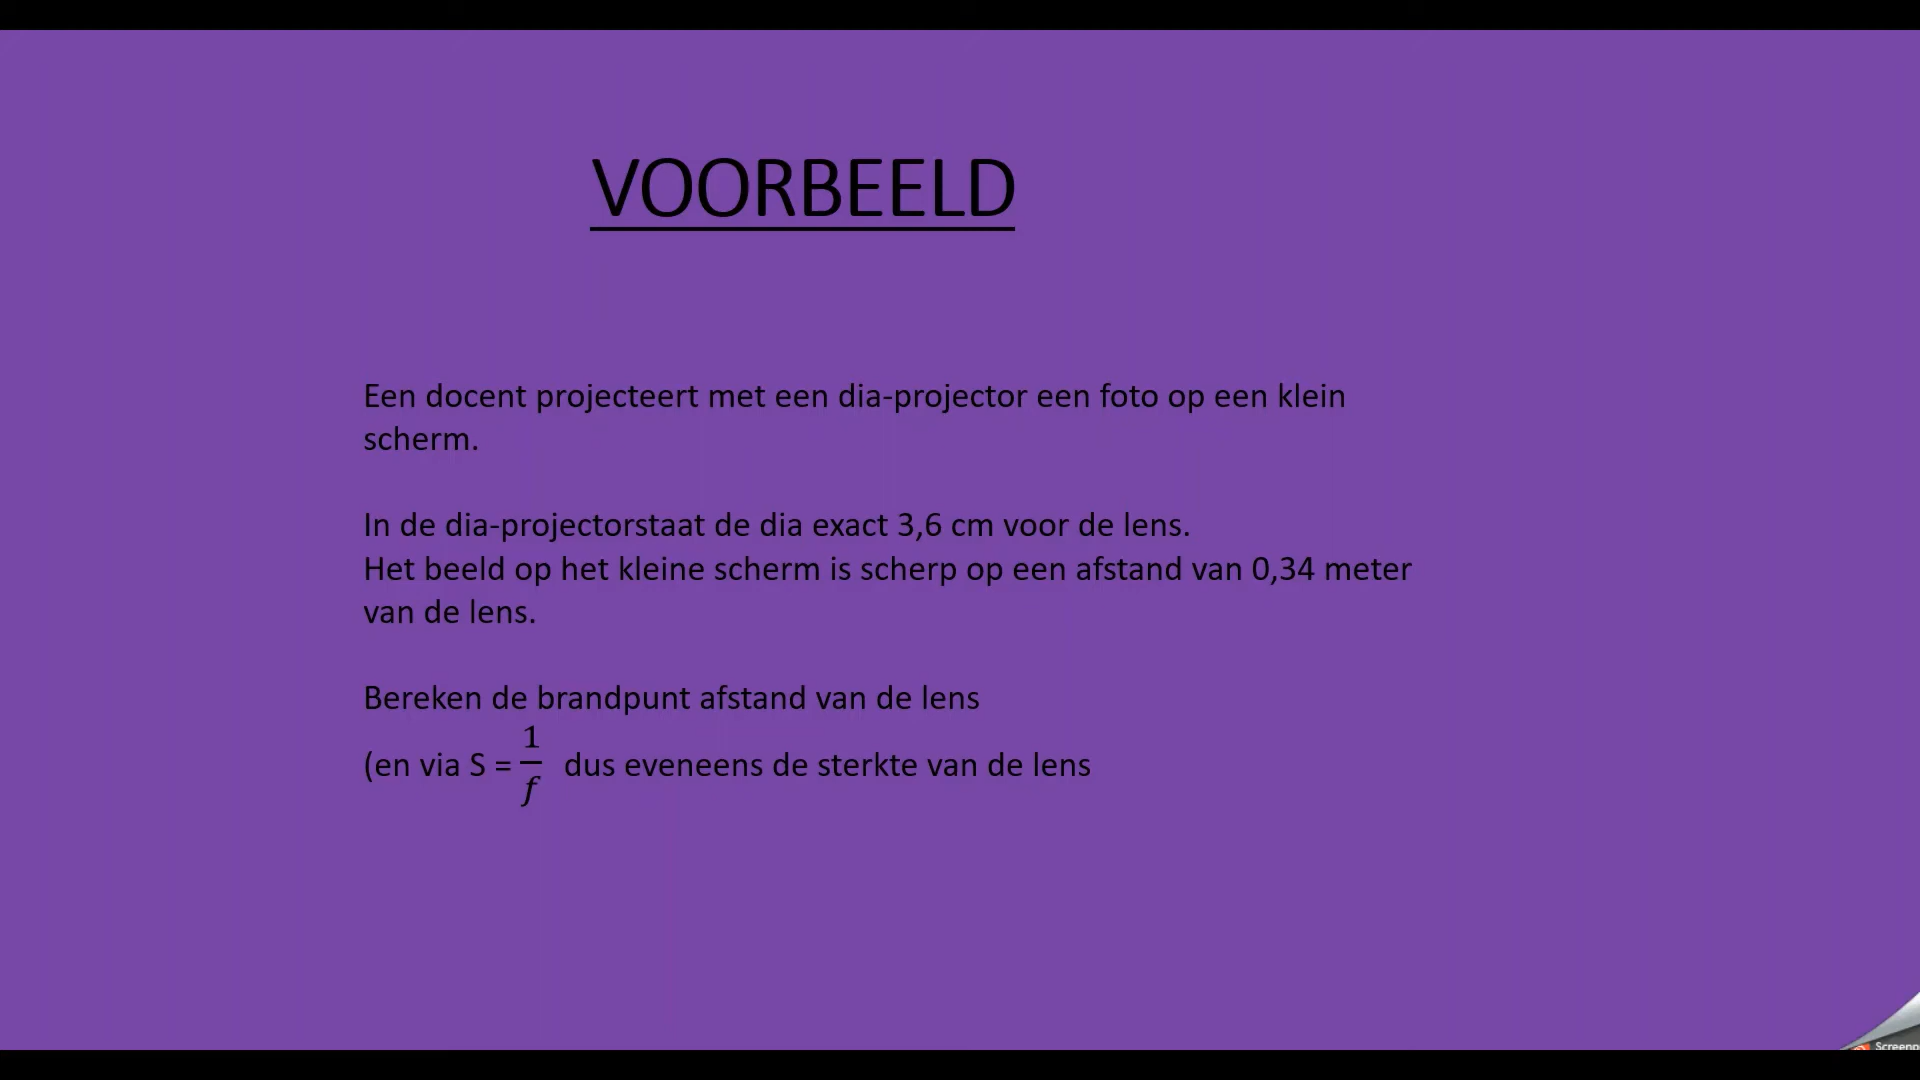 VOORBEELD
Een docent projecteert met een dia-projector een foto op een klein
scherm.
In de dia-projectorstaat de dia exact 3,6 cm voor de lens.
Het beeld op het kleine scherm is scherp op een afstand van 0,34 meter
van de lens.
Bereken de brandpunt afstand van de lens
(en via S = 1/f dus eveneens de sterkte van de lens